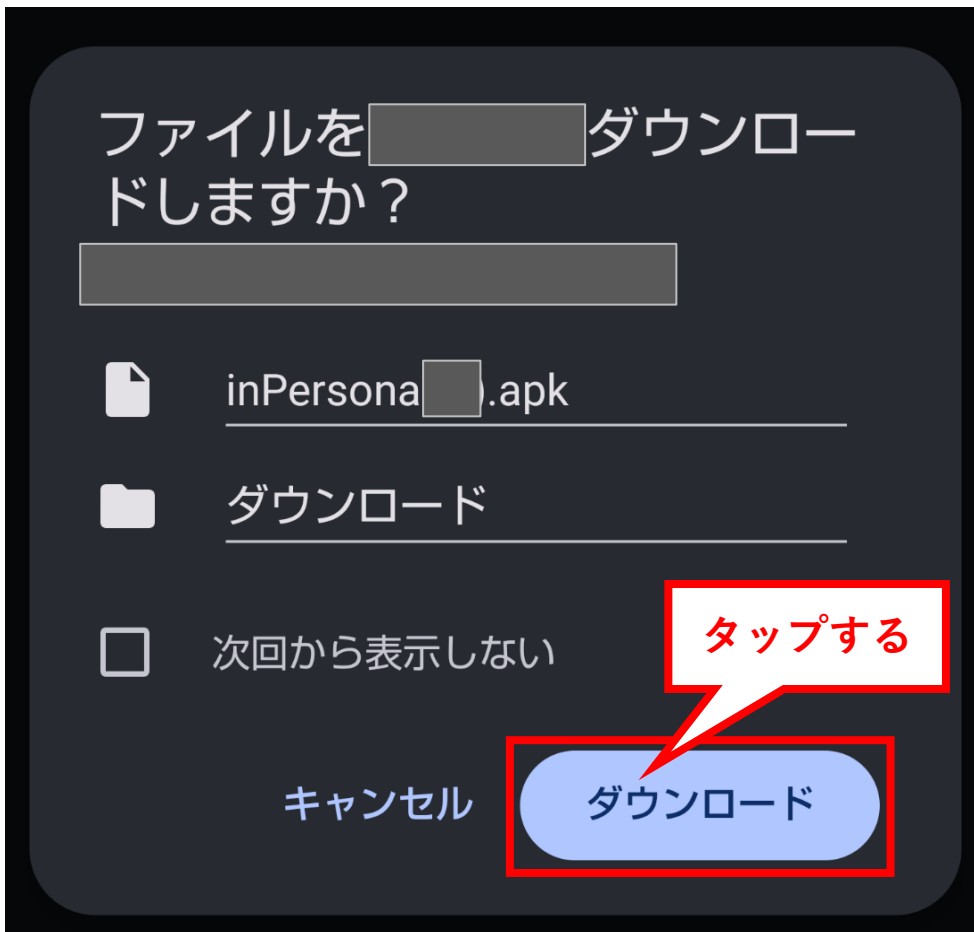 ファイルを ダウンロー
ドしますか？
inPersona ).apk
ダウンロード
次回から表示しない
タップする
キャンセル ダウンロード